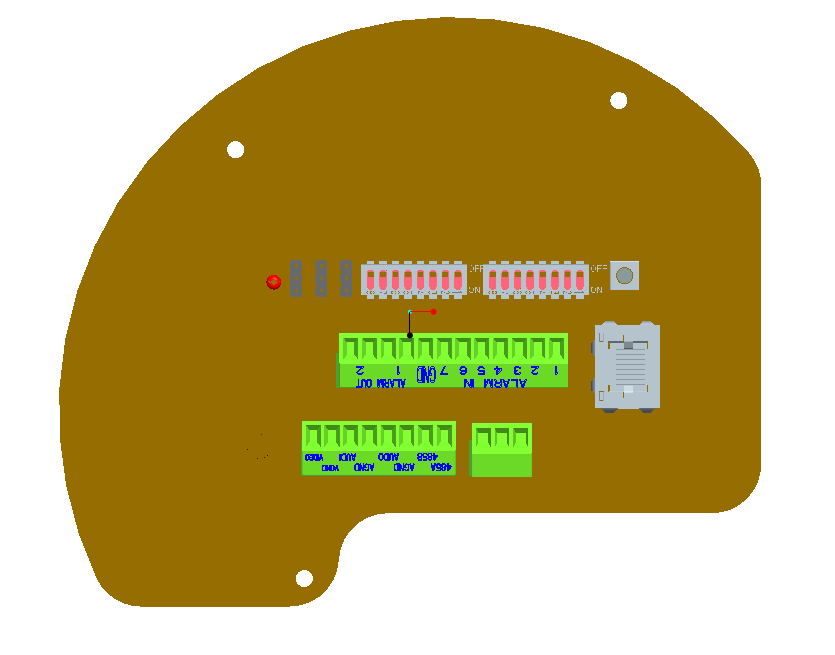 OFF OFF
ON ON
ALARM IN ALARM OUT
1 2 3 4 5 6 7 GND 1 2
485A AGND AGND VGND
485B AUDO AUDI VIDEO